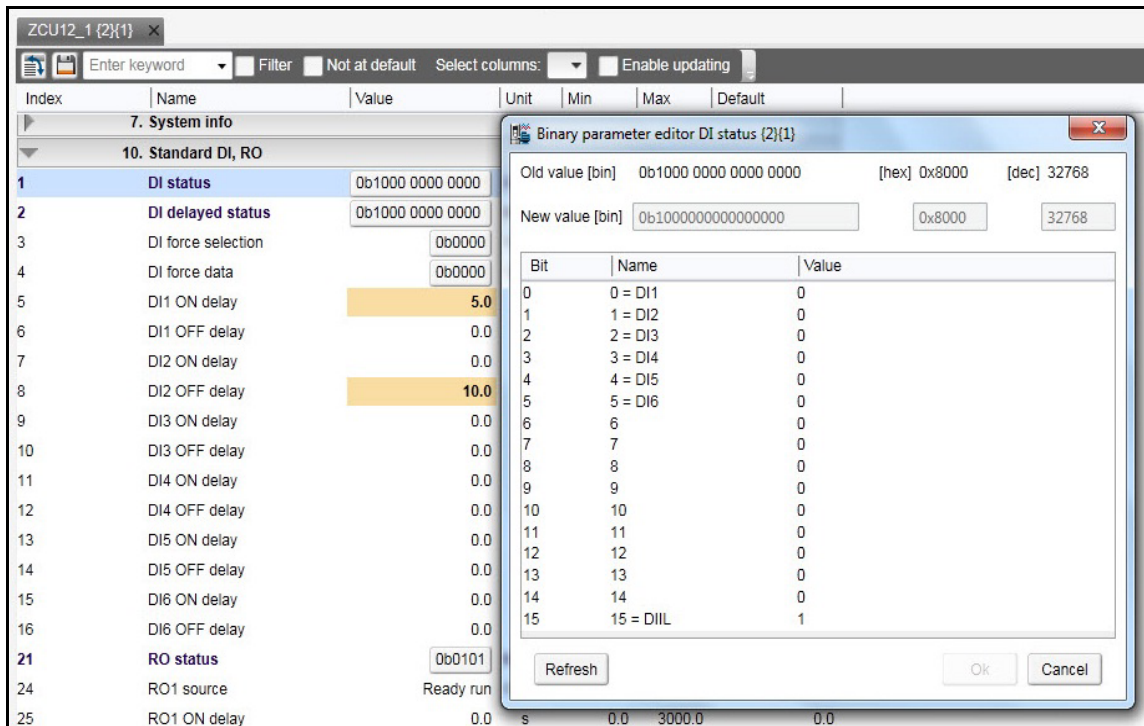 ZCU12_1 {2}{1} ×
Enter keyword Filter Not at default Select columns: Enable updating
Index Name Value Unit Min Max Default
7. System info
10. Standard DI, RO
1 DI status 0b1000 0000 0000
2 DI delayed status 0b1000 0000 0000
3 DI force selection 0b0000
4 DI force data 0b0000
5 DI1 ON delay 5.0
6 DI1 OFF delay 0.0
7 DI2 ON delay 0.0
8 DI2 OFF delay 10.0
9 DI3 ON delay 0.0
10 DI3 OFF delay 0.0
11 DI4 ON delay 0.0
12 DI4 OFF delay 0.0
13 DI5 ON delay 0.0
14 DI5 OFF delay 0.0
15 DI6 ON delay 0.0
16 DI6 OFF delay 0.0
21 RO status 0b0101
24 RO1 source Ready run
25 RO1 ON delay 0.0 s 0.0 3000.0 0.0
Binary parameter editor DI status {2}{1}
Old value [bin] 0b1000 0000 0000 0000 [hex] 0x8000 [dec] 32768
New value [bin] 0b1000000000000000 0x8000 32768
Bit Name Value
0 0 = DI1 0
1 1 = DI2 0
2 2 = DI3 0
3 3 = DI4 0
4 4 = DI5 0
5 5 = DI6 0
6 6 0
7 7 0
8 8 0
9 9 0
10 10 0
11 11 0
12 12 0
13 13 0
14 14 0
15 15 = DIIL 1
Refresh Ok Cancel